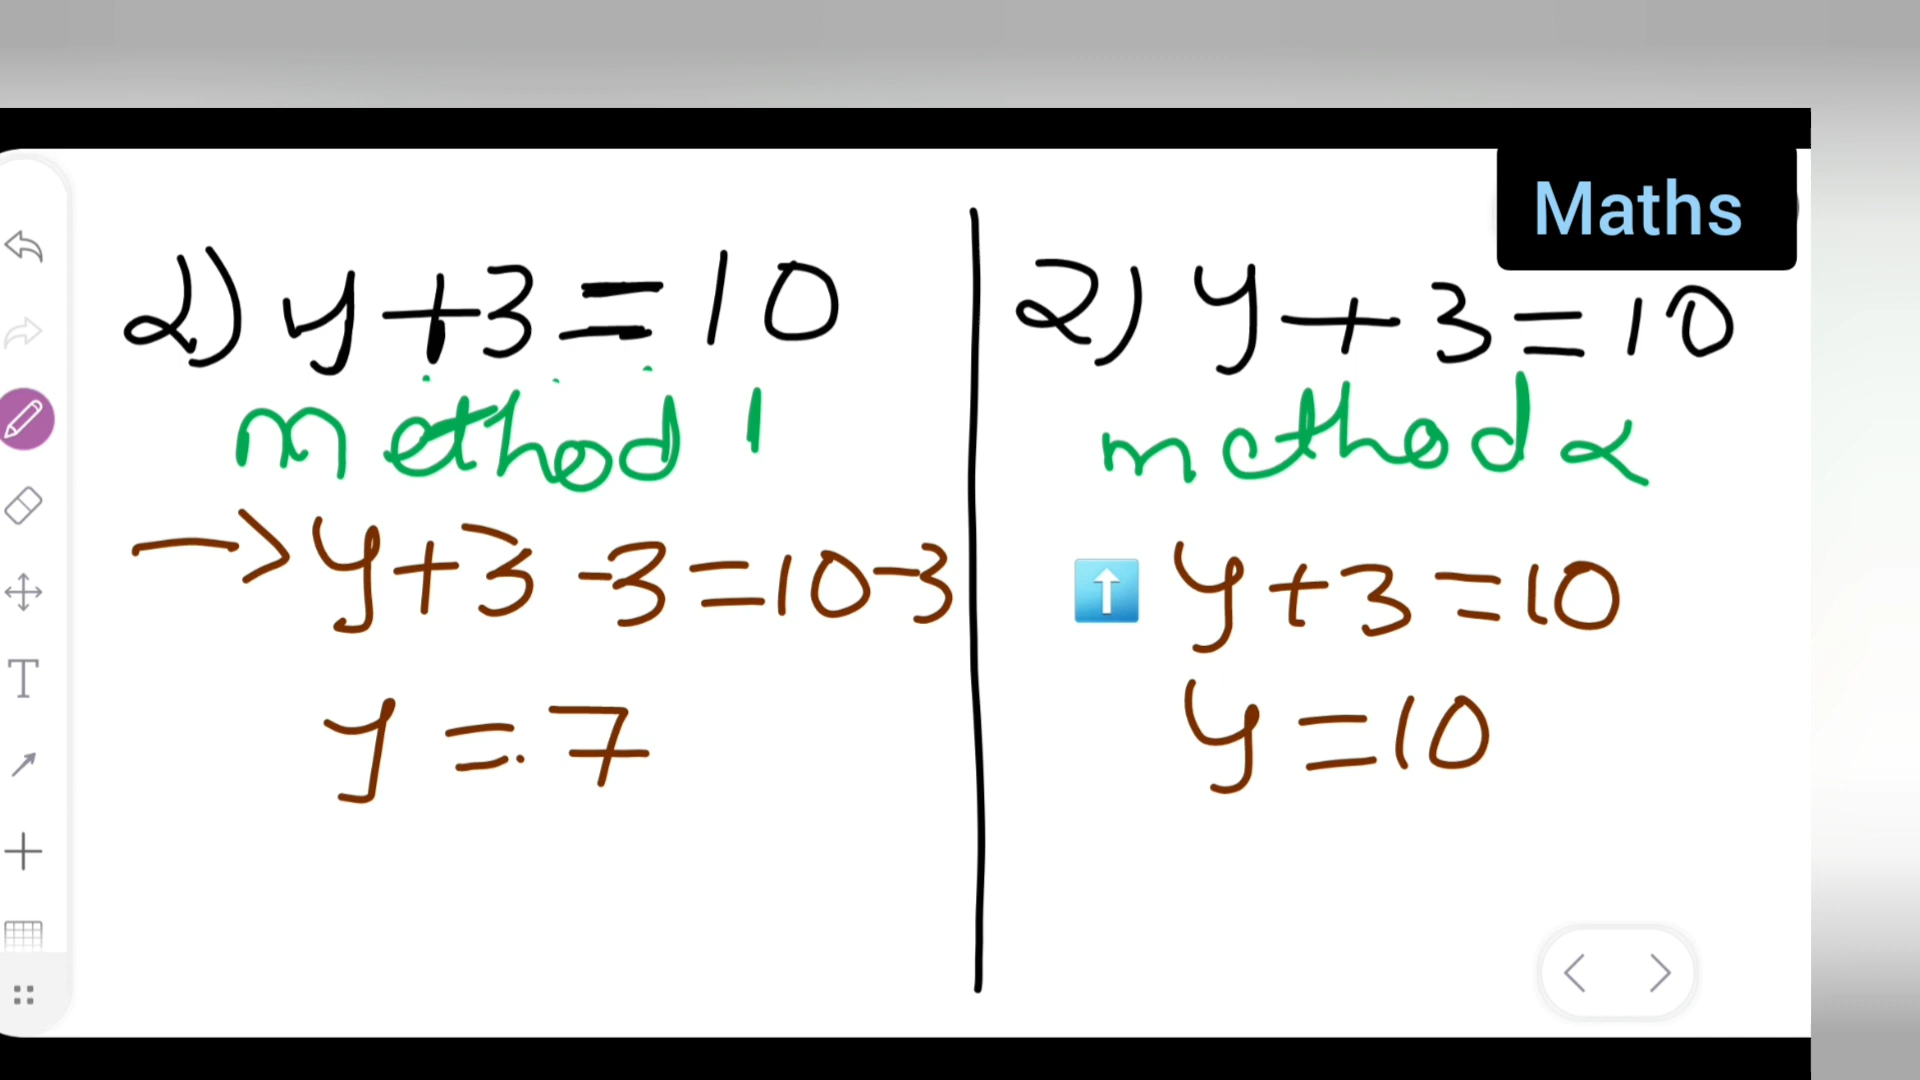 Maths
2) y+3=10
method 1
→ y+3-3=10-3
y=7
2) y+3=10
method 2
⬆️ y+3=10
y=10